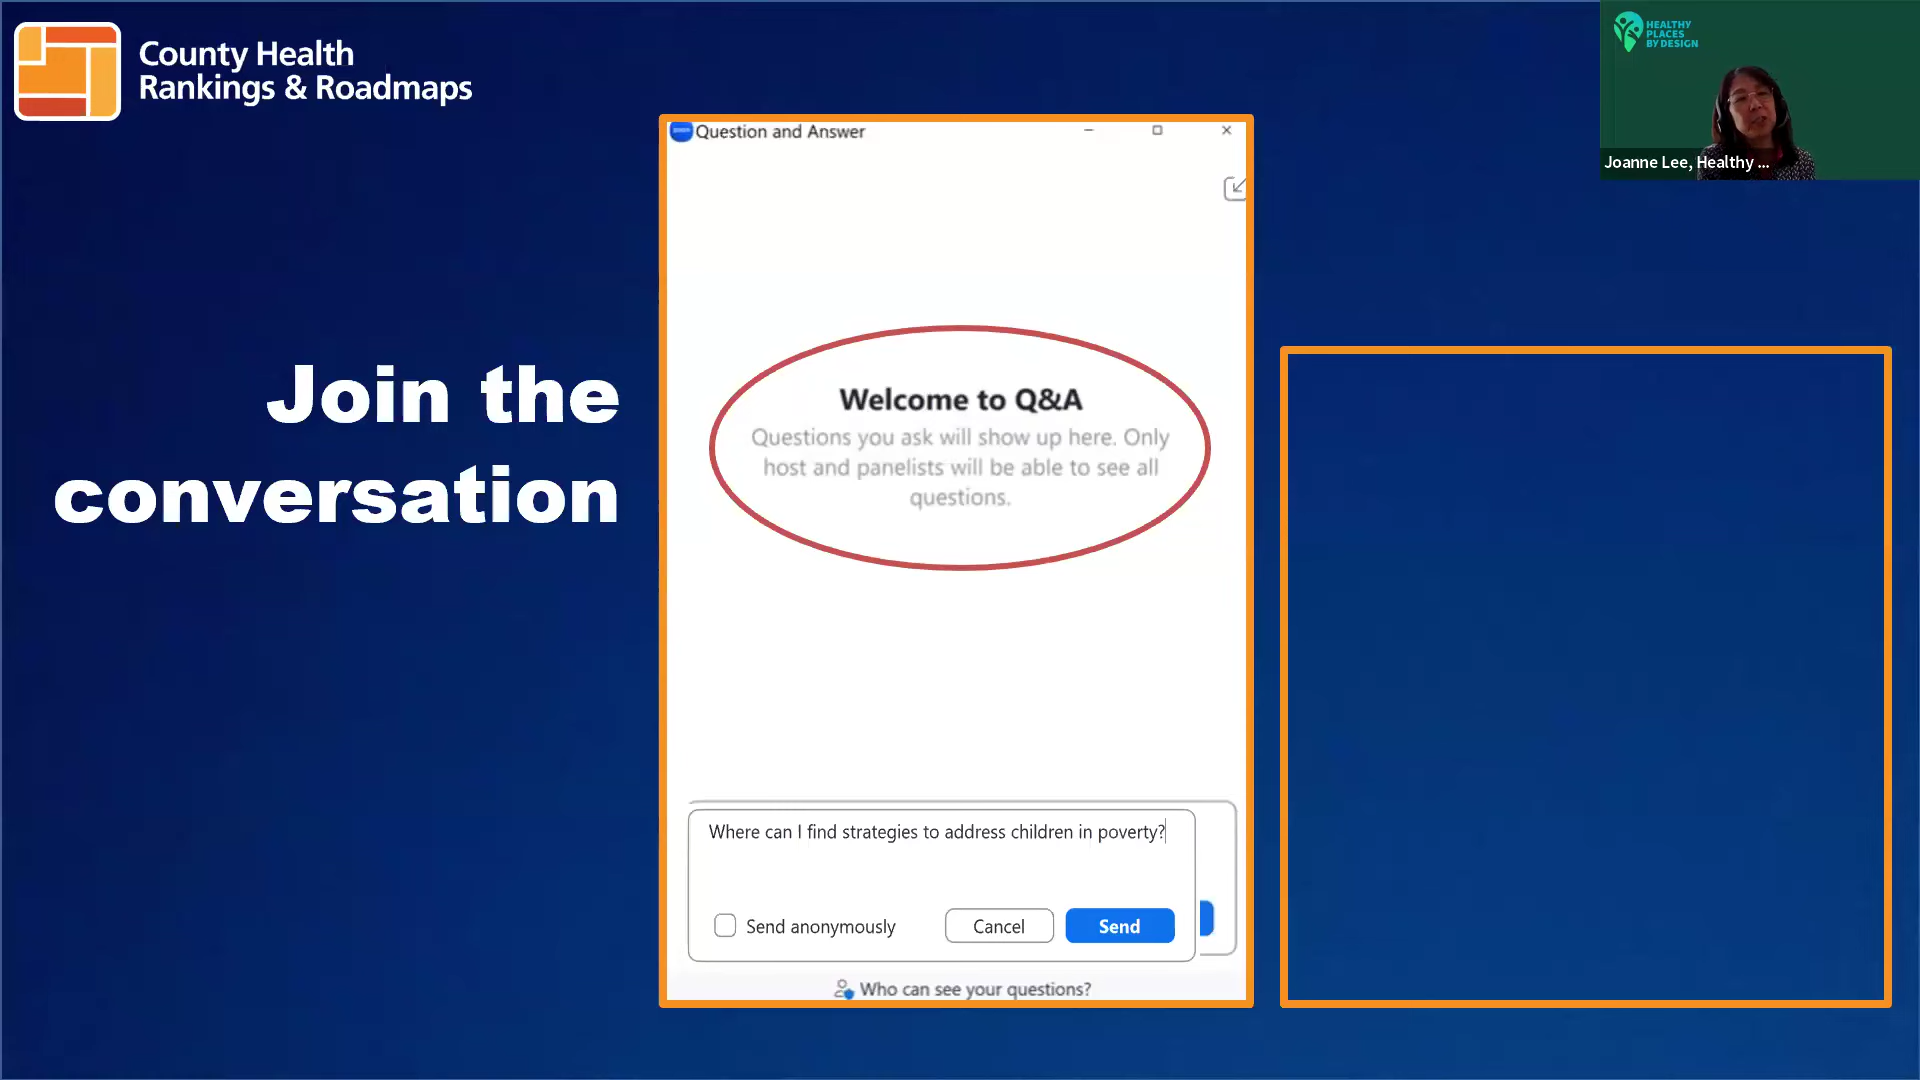 County Health
Rankings & Roadmaps
HEALTHY
PLACES
BY DESIGN
Joanne Lee, Healthy ...
Join the
conversation
Question and Answer
Welcome to Q&A
Questions you ask will show up here. Only
host and panelists will be able to see all
questions.
Where can I find strategies to address children in poverty?
Send anonymously
Cancel
Send
Who can see your questions?